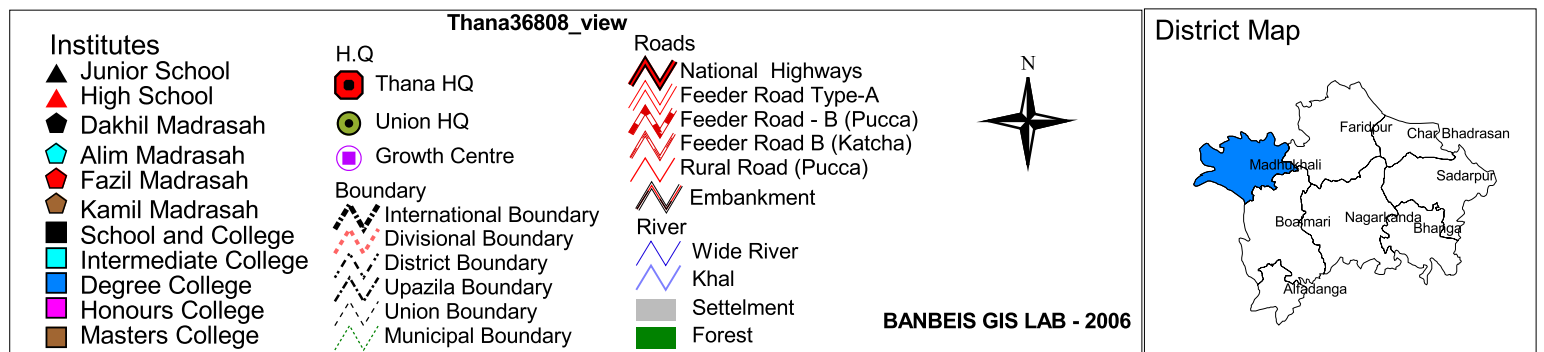 Thana36808_view
Institutes
Junior School
High School
Dakhil Madrasah
Alim Madrasah
Fazil Madrasah
Kamil Madrasah
School and College
Intermediate College
Degree College
Honours College
Masters College
H.Q
Thana HQ
Union HQ
Growth Centre
Boundary
International Boundary
Divisional Boundary
District Boundary
Upazila Boundary
Union Boundary
Municipal Boundary
Roads
National Highways
Feeder Road Type-A
Feeder Road - B (Pucca)
Feeder Road B (Katcha)
Rural Road (Pucca)
Embankment
River
Wide River
Khal
Settelment
Forest
N
BANBEIS GIS LAB - 2006
District Map
Faridpur
Char Bhadrasan
Madhukhali
Sadarpur
Boalmari
Nagarkanda
Bhanga
Alfadanga